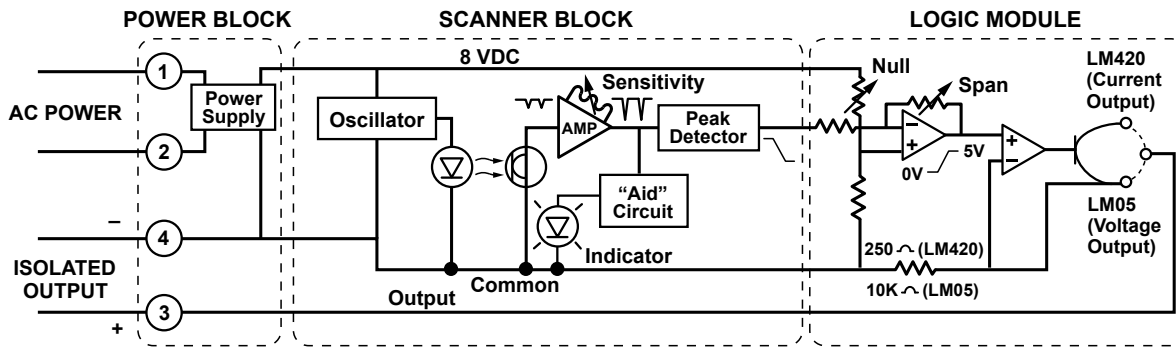 POWER BLOCK
SCANNER BLOCK
LOGIC MODULE
1
8 VDC
Null
LM420
(Current
Output)
AC POWER
Power
Supply
Oscillator
Sensitivity
AMP
Peak
Detector
Span
−
+
0V
5V
+
−
2
“Aid”
Circuit
LM05
(Voltage
Output)
−
4
Indicator
250 (LM420)
ISOLATED
OUTPUT
Output
Common
10K (LM05)
3
+